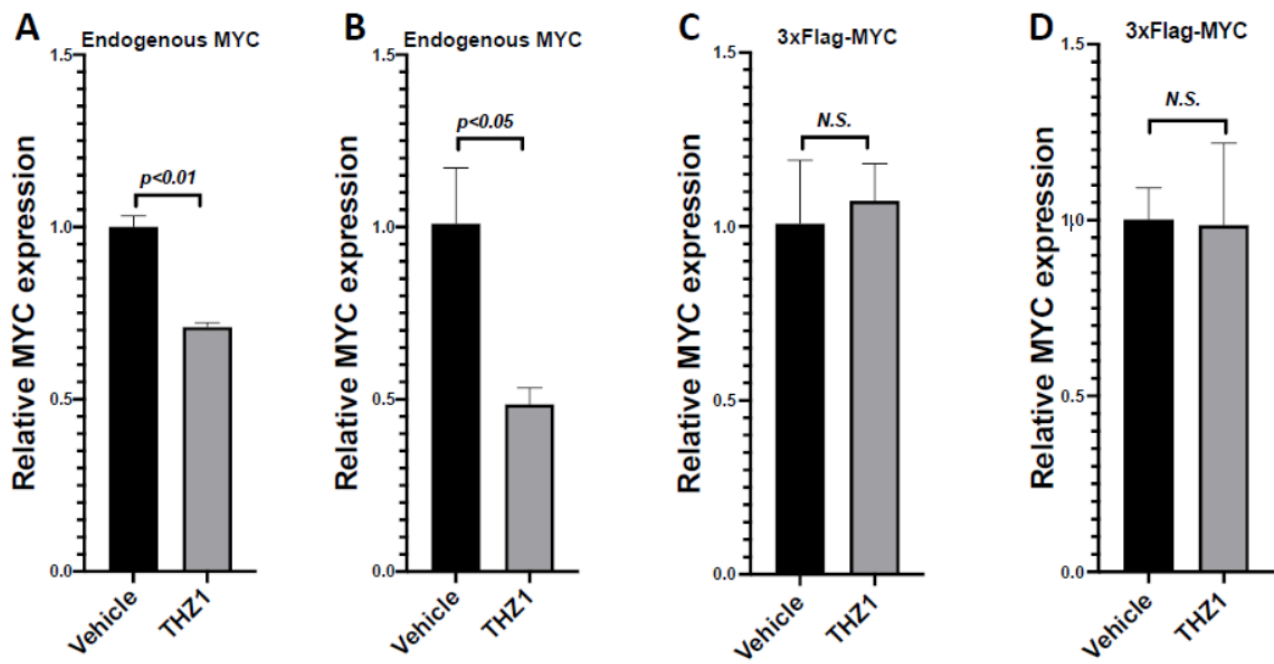 A
Endogenous MYC
Relative MYC expression
1.5
1.0
0.5
0.0
p<0.01
Vehicle
THZ1
B
Endogenous MYC
Relative MYC expression
1.5
1.0
0.5
0.0
p<0.05
Vehicle
THZ1
C
3xFlag-MYC
Relative MYC expression
1.5
1.0
0.5
0.0
N.S.
Vehicle
THZ1
D
3xFlag-MYC
Relative MYC expression
1.5
1.0
0.5
0.0
N.S.
Vehicle
THZ1